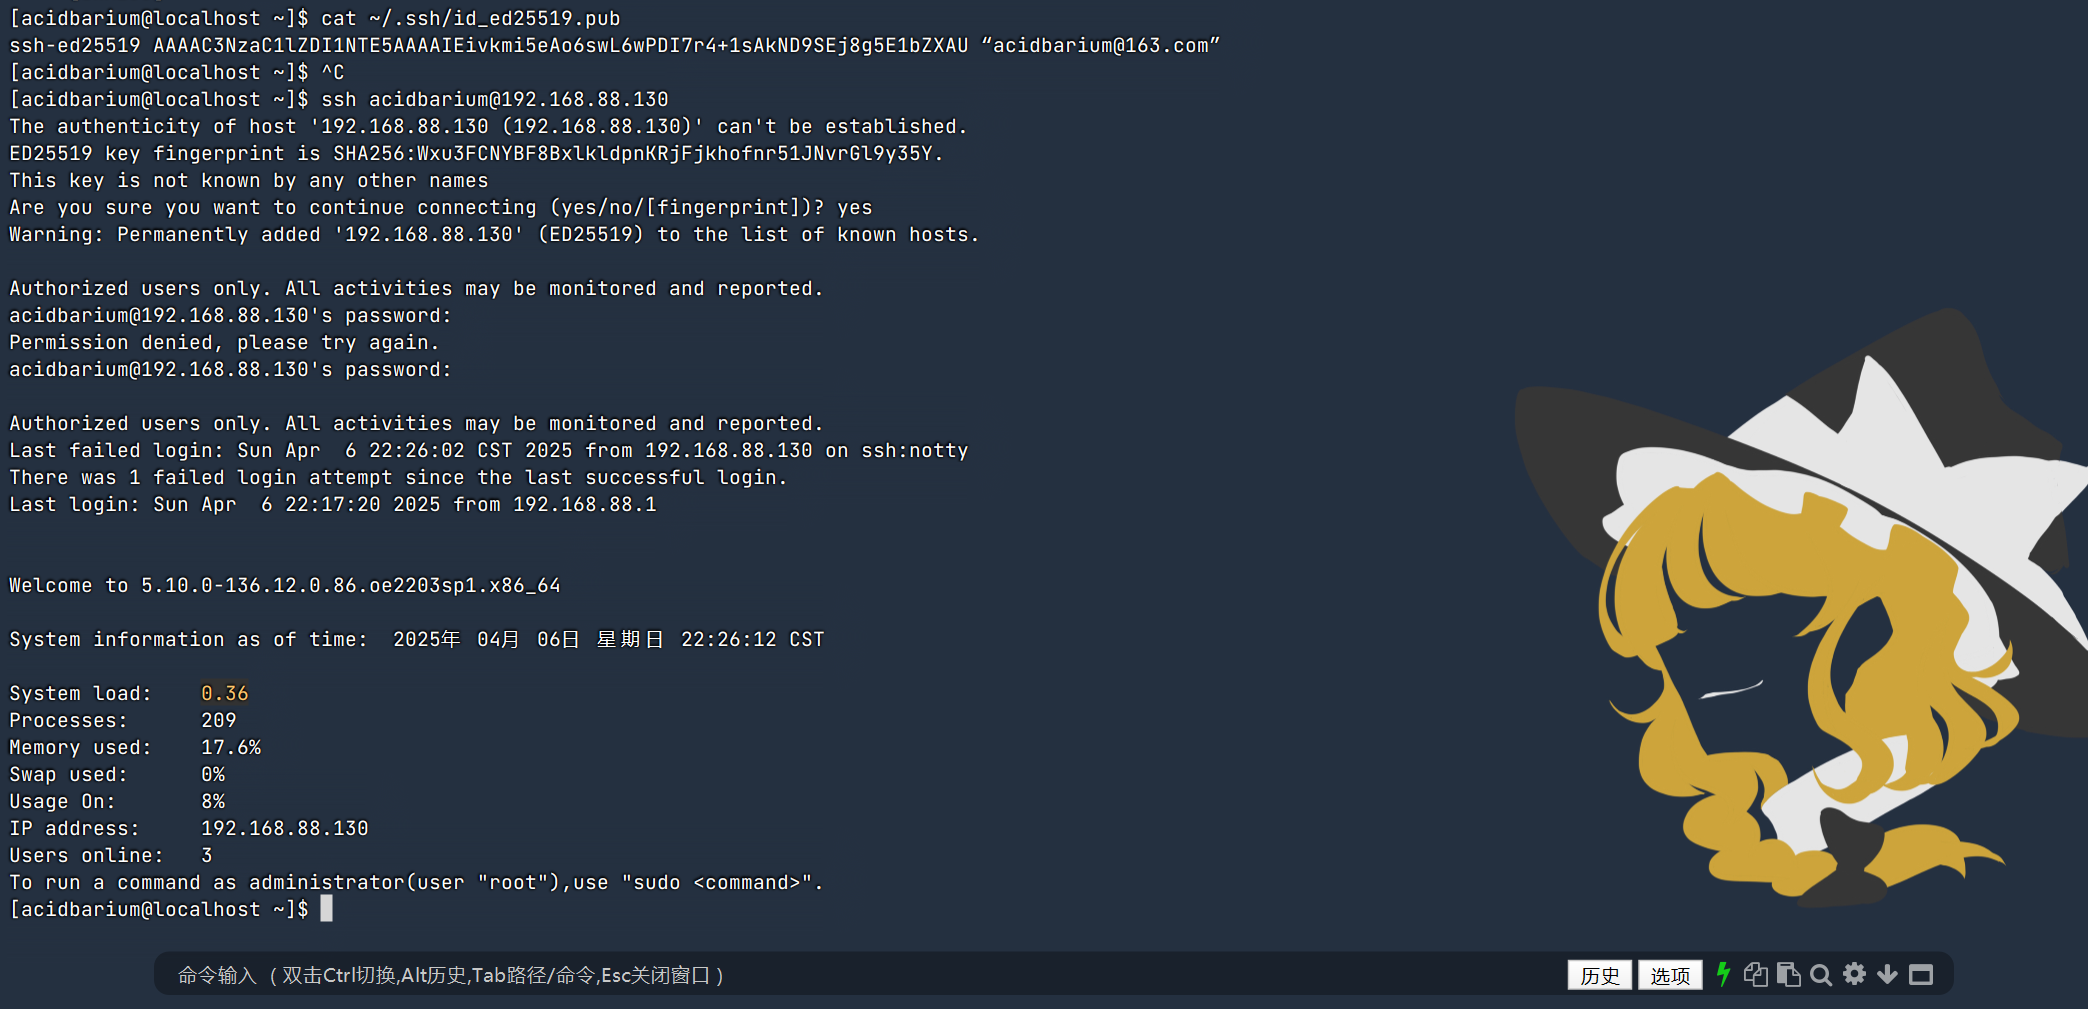 [acidbarium@localhost ~]$ cat ~/.ssh/id_ed25519.pub
ssh-ed25519 AAAAC3NzaC1lZDI1NTE5AAAAIEivkmi5eAo6swL6wPDI7r4+1sAkND9SEj8g5E1bZXAU “acidbarium@163.com”
[acidbarium@localhost ~]$ ^C
[acidbarium@localhost ~]$ ssh acidbarium@192.168.88.130
The authenticity of host '192.168.88.130 (192.168.88.130)' can't be established.
ED25519 key fingerprint is SHA256:Wxu3FCNYBF8BxlkldpnKRjFjkhofnr51JNvrGl9y35Y.
This key is not known by any other names
Are you sure you want to continue connecting (yes/no/[fingerprint])? yes
Warning: Permanently added '192.168.88.130' (ED25519) to the list of known hosts.
Authorized users only. All activities may be monitored and reported.
acidbarium@192.168.88.130's password:
Permission denied, please try again.
acidbarium@192.168.88.130's password:
Authorized users only. All activities may be monitored and reported.
Last failed login: Sun Apr  6 22:26:02 CST 2025 from 192.168.88.130 on ssh:notty
There was 1 failed login attempt since the last successful login.
Last login: Sun Apr  6 22:17:20 2025 from 192.168.88.1
Welcome to 5.10.0-136.12.0.86.oe2203sp1.x86_64
System information as of time:  2025年 04月 06日 星期日 22:26:12 CST
System load:    0.36
Processes:      209
Memory used:    17.6%
Swap used:      0%
Usage On:       8%
IP address:     192.168.88.130
Users online:   3
To run a command as administrator(user "root"),use "sudo <command>".
[acidbarium@localhost ~]$
命令输入 (双击Ctrl切换,Alt历史,Tab路径/命令,Esc关闭窗口) 历史 选项